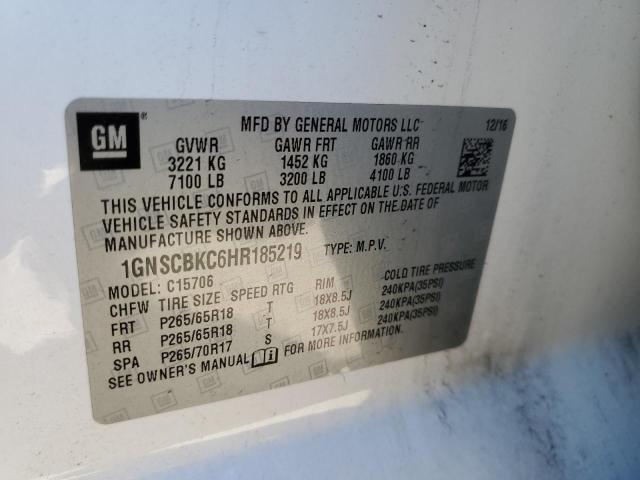 GM ®
MFD BY GENERAL MOTORS LLC 12/16
GVWR GAWR FRT GAWR RR
3221 KG 1452 KG 1860 KG
7100 LB 3200 LB 4100 LB
THIS VEHICLE CONFORMS TO ALL APPLICABLE U.S. FEDERAL MOTOR
VEHICLE SAFETY STANDARDS IN EFFECT ON THE DATE OF
MANUFACTURE SHOWN ABOVE.
1GNSCBKC6HR185219 TYPE: M.P.V.
MODEL: C15706
CHFW TIRE SIZE SPEED RTG RIM COLD TIRE PRESSURE
FRT P265/65R18 T 18X8.5J 240KPA(35PSI)
RR P265/65R18 T 18X8.5J 240KPA(35PSI)
SPA P265/70R17 S 17X7.5J 240KPA(35PSI)
SEE OWNER'S MANUAL i FOR MORE INFORMATION.